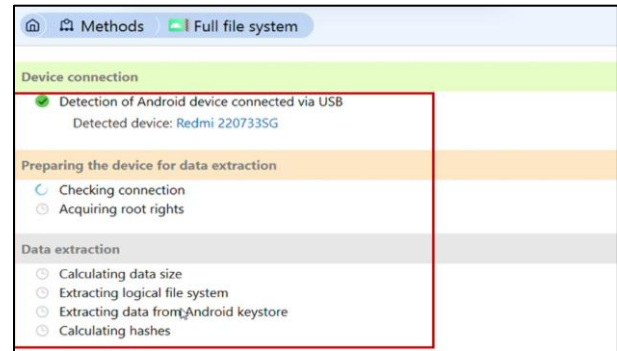 Methods Full file system
Device connection
Detection of Android device connected via USB
Detected device: Redmi 220733SG
Preparing the device for data extraction
Checking connection
Acquiring root rights
Data extraction
Calculating data size
Extracting logical file system
Extracting data from Android keystore
Calculating hashes